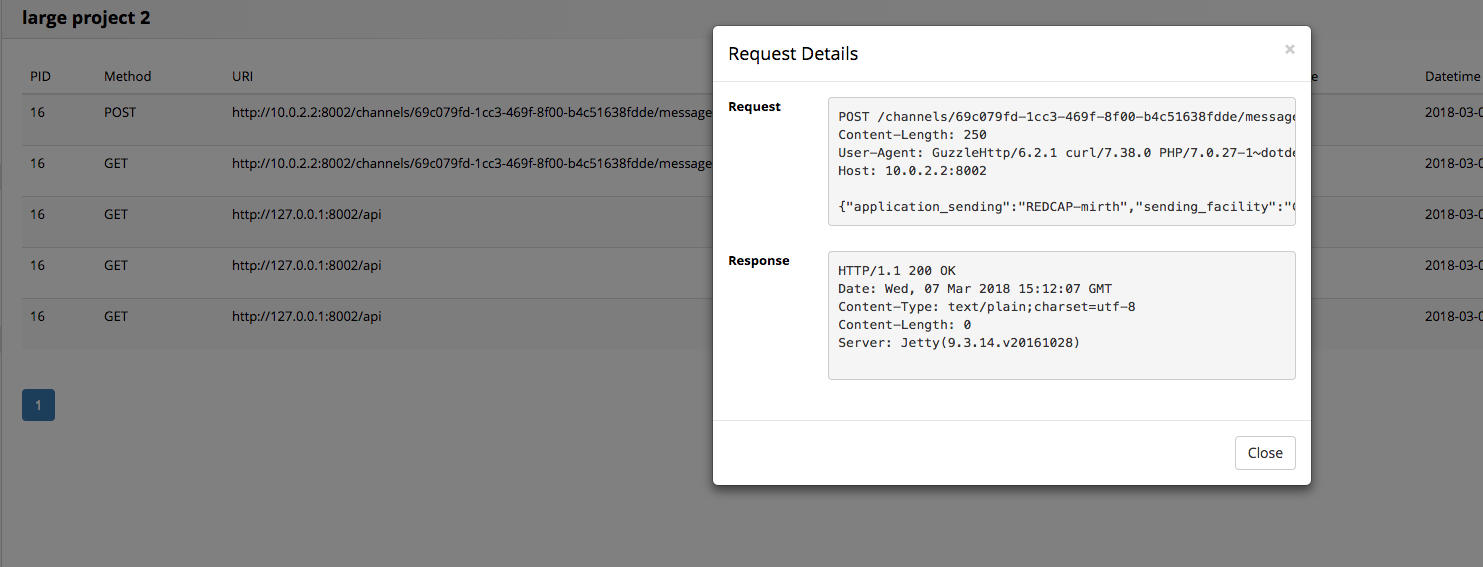 large project 2
PID Method URI e Datetime
16 POST http://10.0.2.2:8002/channels/69c079fd-1cc3-469f-8f00-b4c51638fdde/message 2018-03-0
16 GET http://10.0.2.2:8002/channels/69c079fd-1cc3-469f-8f00-b4c51638fdde/message 2018-03-0
16 GET http://127.0.0.1:8002/api 2018-03-0
16 GET http://127.0.0.1:8002/api 2018-03-0
16 GET http://127.0.0.1:8002/api 2018-03-0
1
Request Details ×
Request
POST /channels/69c079fd-1cc3-469f-8f00-b4c51638fdde/message
Content-Length: 250
User-Agent: GuzzleHttp/6.2.1 curl/7.38.0 PHP/7.0.27-1~dotde
Host: 10.0.2.2:8002
{"application_sending":"REDCAP-mirth","sending_facility":"
Response
HTTP/1.1 200 OK
Date: Wed, 07 Mar 2018 15:12:07 GMT
Content-Type: text/plain;charset=utf-8
Content-Length: 0
Server: Jetty(9.3.14.v20161028)
Close